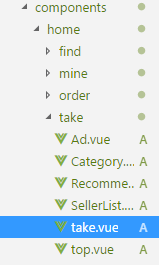 components
home
find
mine
order
take
Ad.vue A
Category.... A
Recomme.. A
SellerList.... A
take.vue A
top.vue A